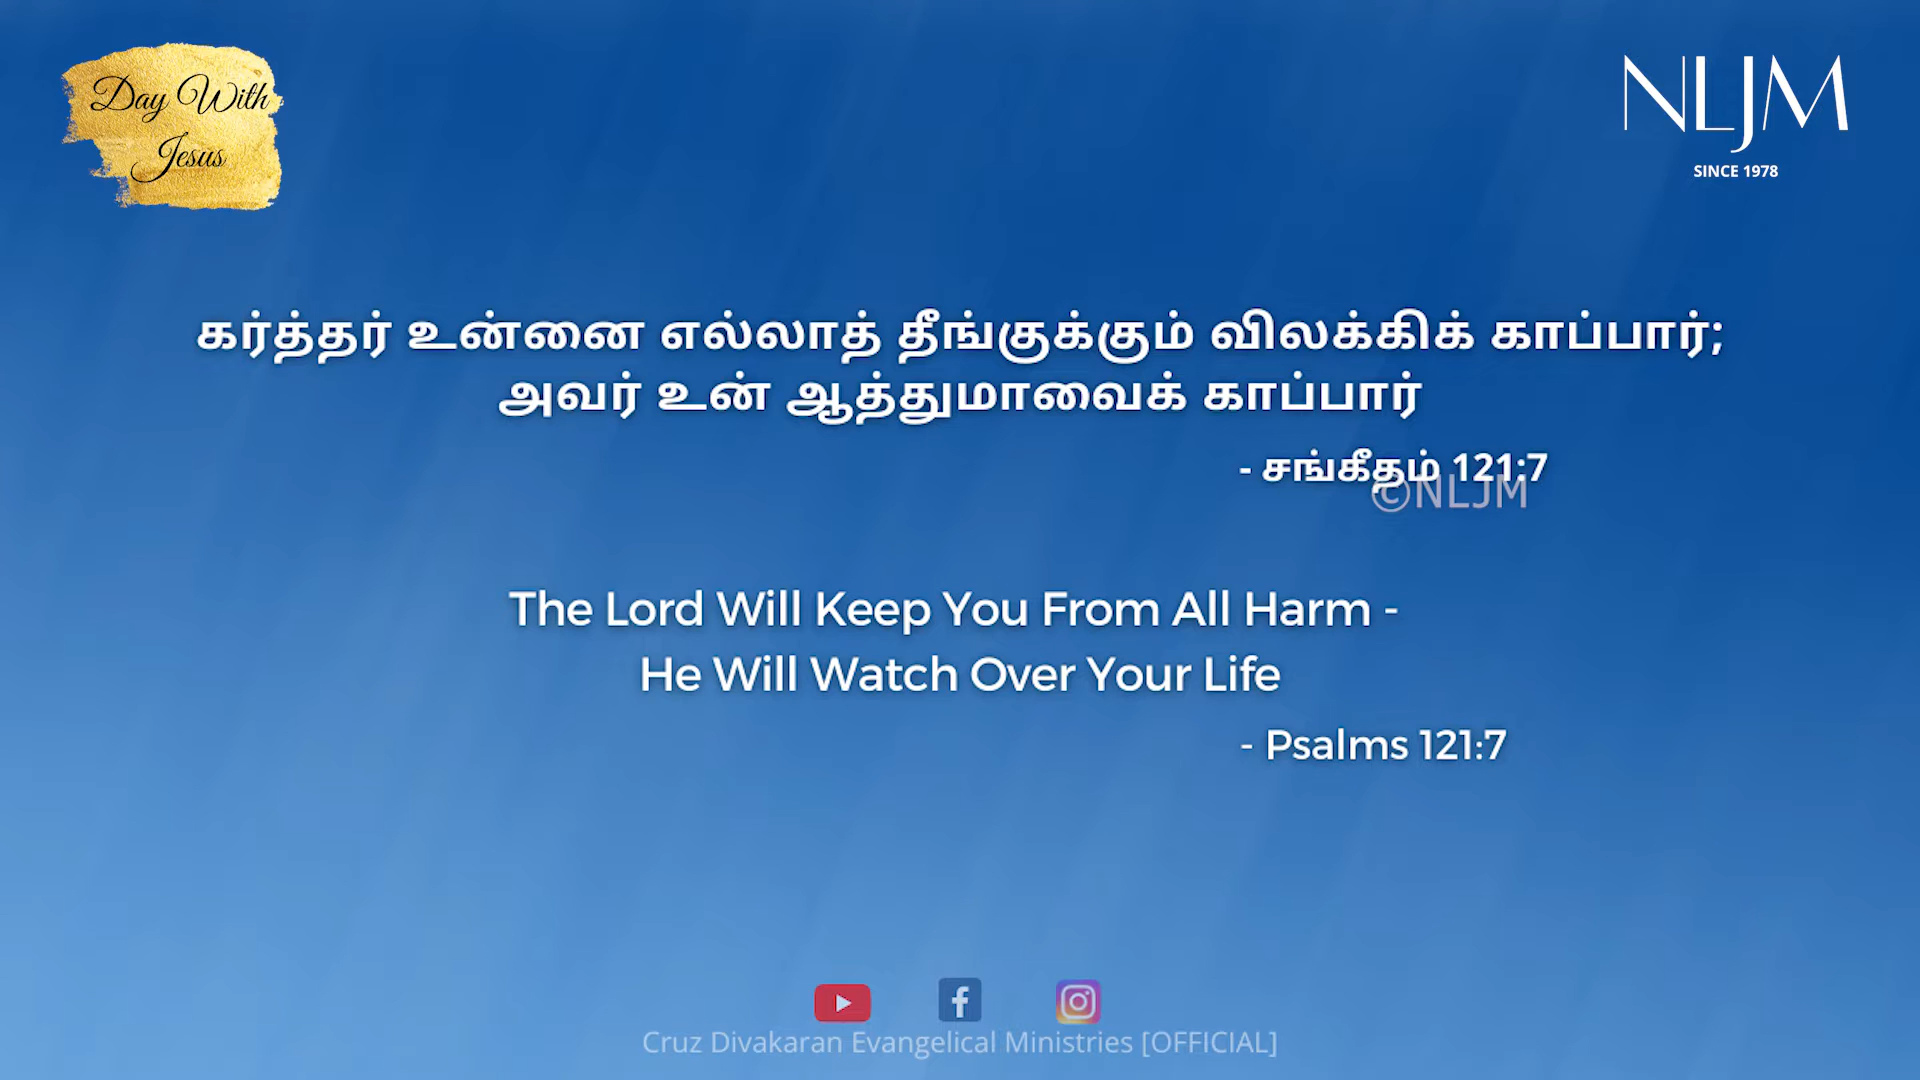 Day With
Jesus
NLJM
SINCE 1978
கர்த்தர் உன்னை எல்லாத் தீங்குக்கும் விலக்கிக் காப்பார்;
அவர் உன் ஆத்துமாவைக் காப்பார்
- சங்கீதம் 121:7
©NLJM
The Lord Will Keep You From All Harm -
He Will Watch Over Your Life
- Psalms 121:7
Cruz Divakaran Evangelical Ministries [OFFICIAL]